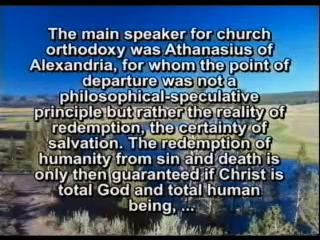 The main speaker for church
orthodoxy was Athanasius of
Alexandria, for whom the point of
departure was not a
philosophical-speculative
principle but rather the reality of
redemption, the certainty of
salvation. The redemption of
humanity from sin and death is
only then guaranteed if Christ is
total God and total human
being, ...